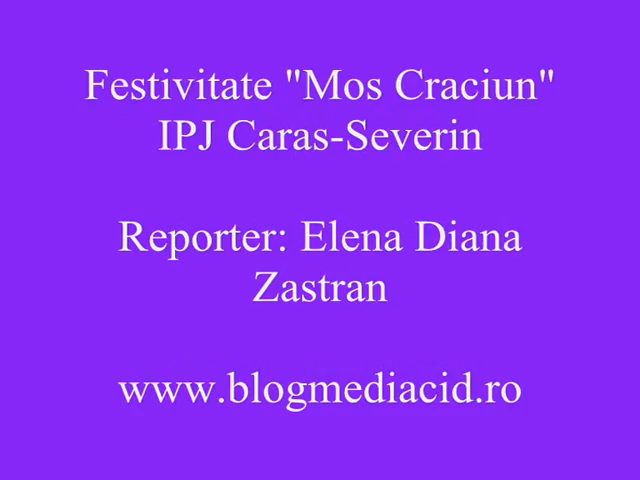 Festivitate "Mos Craciun"
IPJ Caras-Severin
Reporter: Elena Diana
Zastran
www.blogmediacid.ro